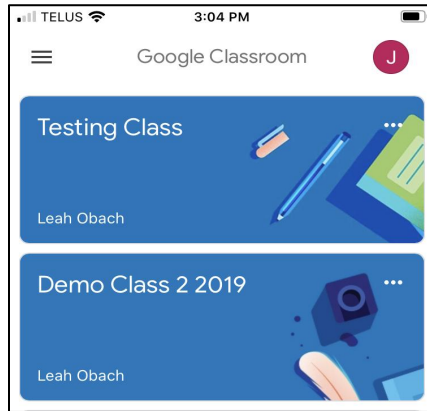 TELUS 3:04 PM
Google Classroom J
Testing Class
Leah Obach
Demo Class 2 2019
Leah Obach